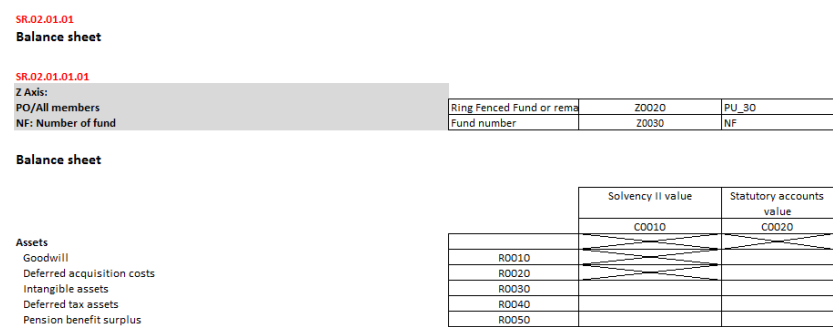 SR.02.01.01
Balance sheet
SR.02.01.01.01
Z Axis:
PO/All members Ring Fenced Fund or rema Z0020 PU_30
NF: Number of fund Fund number Z0030 NF
Balance sheet
Solvency II value Statutory accounts value
C0010 C0020
Assets
Goodwill R0010
Deferred acquisition costs R0020
Intangible assets R0030
Deferred tax assets R0040
Pension benefit surplus R0050